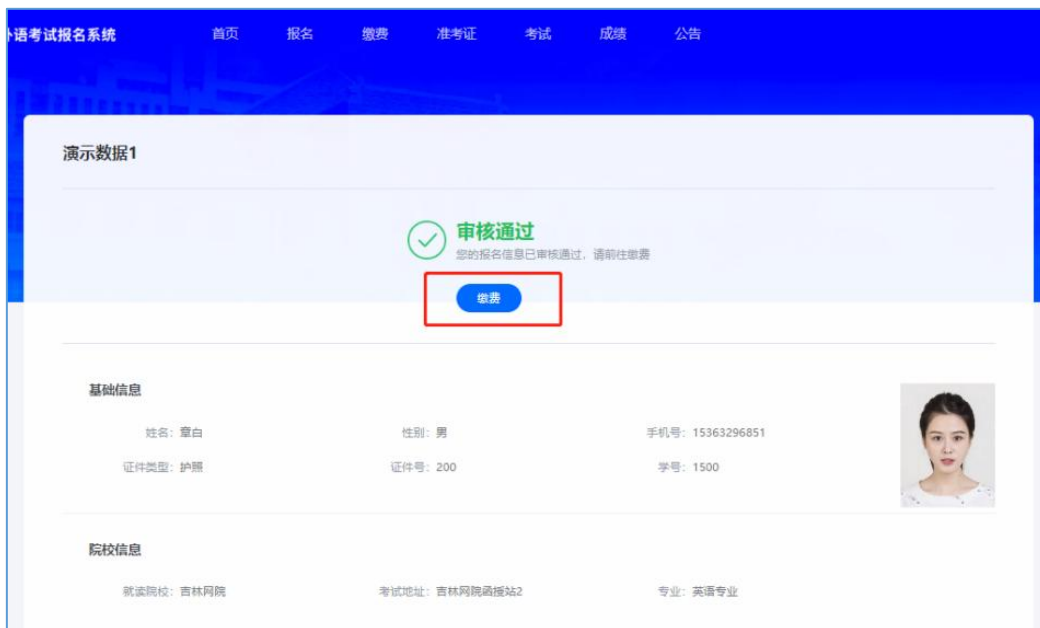 语考试报名系统 首页 报名 缴费 准考证 考试 成绩 公告
演示数据1
审核通过
您的报名信息已审核通过，请前往缴费
缴费
基础信息
姓名：章白 性别：男 手机号：15363296851
证件类型：护照 证件号：200 学号：1500
院校信息
就读院校：吉林网院 考试地址：吉林网院函授站2 专业：英语专业